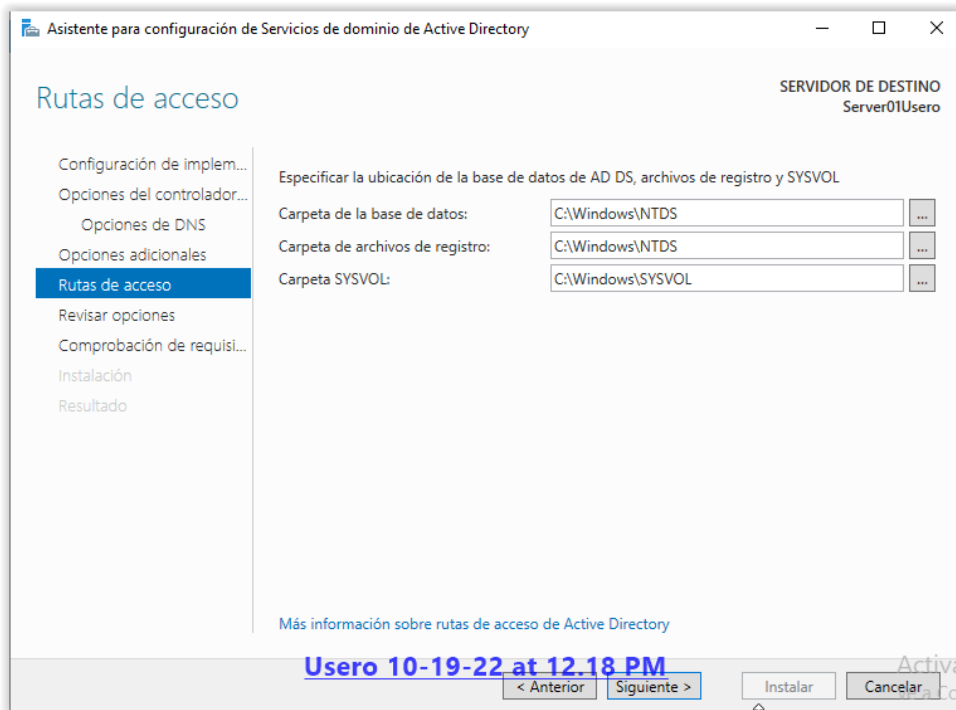 Asistente para configuración de Servicios de dominio de Active Directory
Rutas de acceso
SERVIDOR DE DESTINO
Server01Usero
Configuración de implem...
Opciones del controlador...
Opciones de DNS
Opciones adicionales
Rutas de acceso
Revisar opciones
Comprobación de requisi...
Instalación
Resultado
Especificar la ubicación de la base de datos de AD DS, archivos de registro y SYSVOL
Carpeta de la base de datos: C:\Windows\NTDS ...
Carpeta de archivos de registro: C:\Windows\NTDS ...
Carpeta SYSVOL: C:\Windows\SYSVOL ...
Más información sobre rutas de acceso de Active Directory
Usero 10-19-22 at 12.18 PM
< Anterior Siguiente > Instalar Cancelar